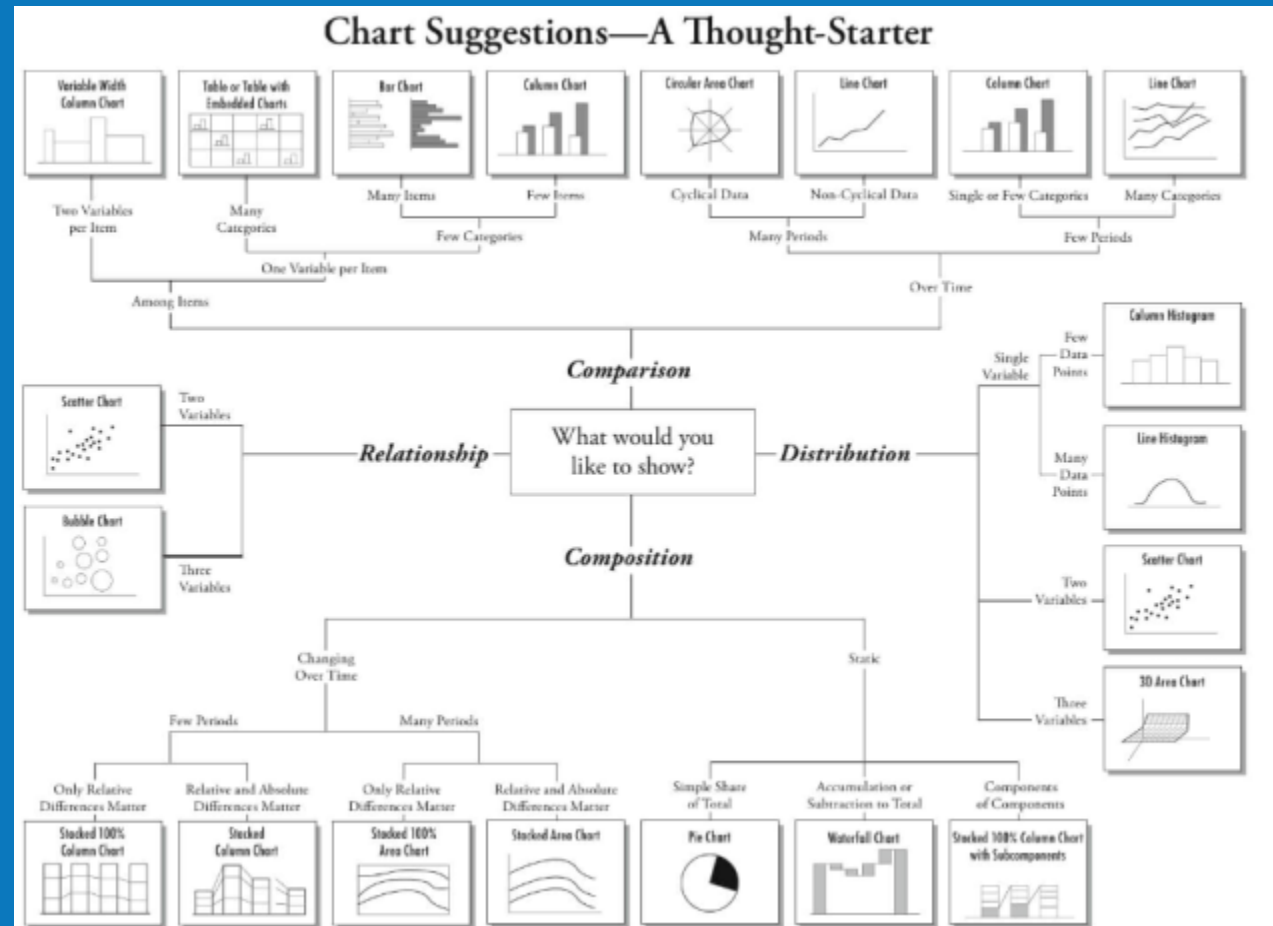 Chart Suggestions—A Thought-Starter
Variable Width
Column Chart
Table or Table with
Embedded Charts
Bar Chart
Column Chart
Circular Area Chart
Line Chart
Column Chart
Line Chart
Two Variables
per Item
Many
Categories
Many Items
Few Items
Cyclical Data
Non-Cyclical Data
Single or Few Categories
Many Categories
Few Categories
Many Periods
Few Periods
One Variable per Item
Among Items
Over Time
Comparison
What would you
like to show?
Relationship
Two
Variables
Scatter Chart
Three
Variables
Bubble Chart
Distribution
Single
Variable
Few
Data
Points
Column Histogram
Many
Data
Points
Line Histogram
Two
Variables
Scatter Chart
Three
Variables
3D Area Chart
Composition
Changing
Over Time
Static
Few Periods
Many Periods
Only Relative
Differences Matter
Relative and Absolute
Differences Matter
Only Relative
Differences Matter
Relative and Absolute
Differences Matter
Simple Share
of Total
Accumulation or
Subtraction to Total
Components
of Components
Stacked 100%
Column Chart
Stacked
Column Chart
Stacked 100%
Area Chart
Stacked Area Chart
Pie Chart
Waterfall Chart
Stacked 100% Column Chart
with Subcomponents